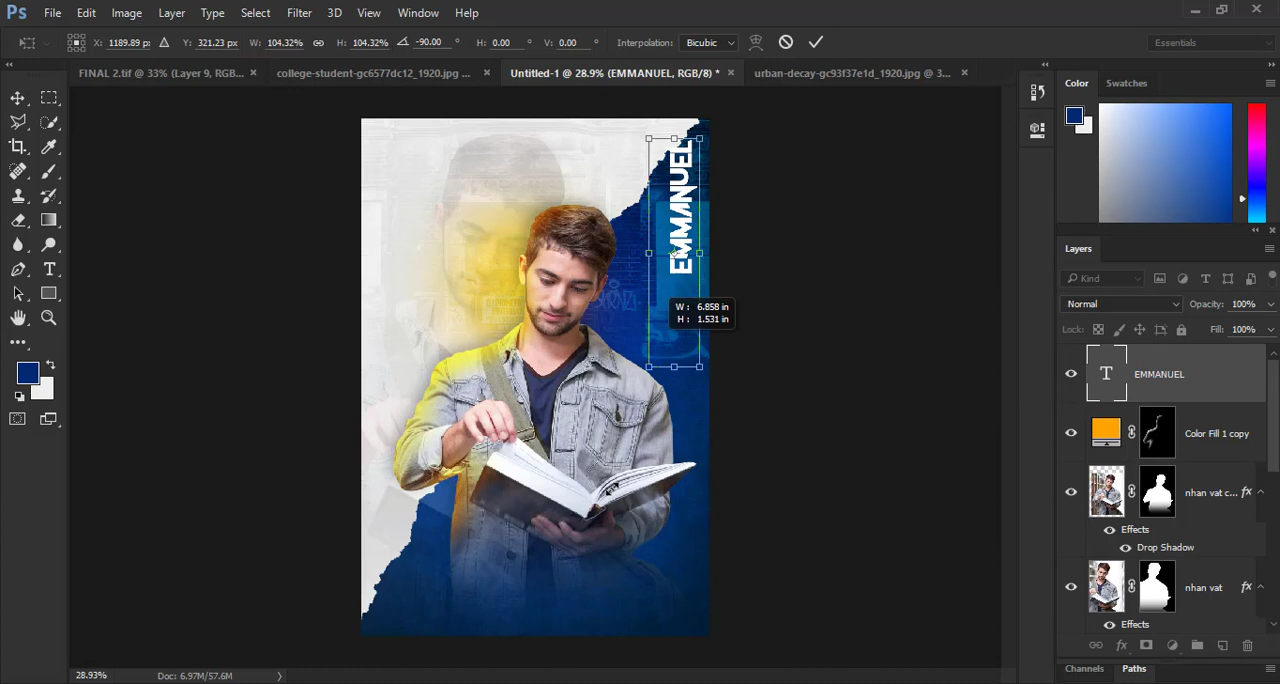 Ps File Edit Image Layer Type Select Filter 3D View Window Help
X: 1189.89 px Y: 321.23 px W: 104.32% H: 104.32% -90.00 ° H: 0.00 ° V: 0.00 ° Interpolation: Bicubic Essentials
FINAL 2.tif @ 33% (Layer 9, RGB... × college-student-gc6577dc12_1920.jpg ... × Untitled-1 @ 28.9% (EMMANUEL, RGB/8) * × urban-decay-gc93f37e1d_1920.jpg @ 3... ×
Color Swatches
EMMANUEL
W: 6.858 in
H: 1.531 in
Layers
Kind
Normal Opacity: 100%
Lock: Fill: 100%
T EMMANUEL
Color Fill 1 copy
nhan vat c... fx
Effects
Drop Shadow
nhan vat fx
Effects
fx
Channels Paths
28.93% Doc: 6.97M/57.6M